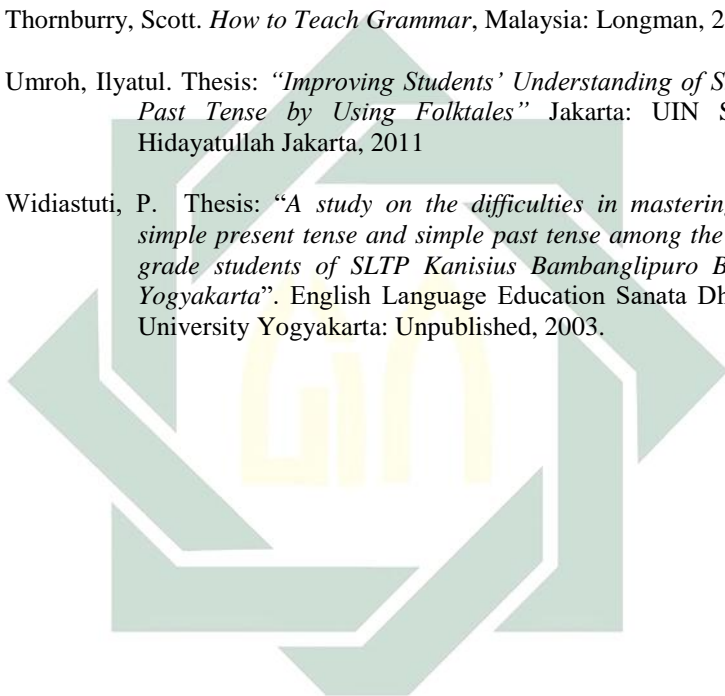 Thornburry, Scott. How to Teach Grammar, Malaysia: Longman, 2
Umroh, Ilyatul. Thesis: “Improving Students’ Understanding of S
Past Tense by Using Folktales” Jakarta: UIN S
Hidayatullah Jakarta, 2011
Widiastuti, P. Thesis: “A study on the difficulties in mastering
simple present tense and simple past tense among the
grade students of SLTP Kanisius Bambanglipuro B
Yogyakarta”. English Language Education Sanata Dh
University Yogyakarta: Unpublished, 2003.